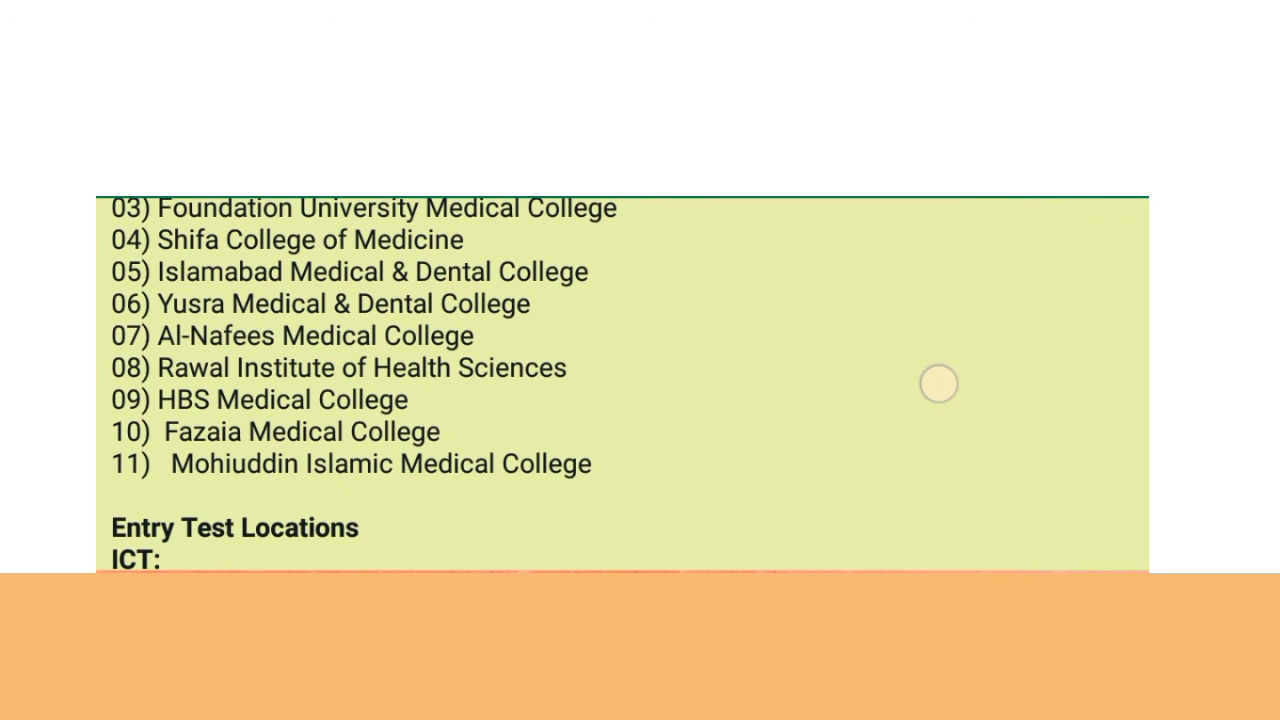 03) Foundation University Medical College
04) Shifa College of Medicine
05) Islamabad Medical & Dental College
06) Yusra Medical & Dental College
07) Al-Nafees Medical College
08) Rawal Institute of Health Sciences
09) HBS Medical College
10)  Fazaia Medical College
11)   Mohiuddin Islamic Medical College
Entry Test Locations
ICT: